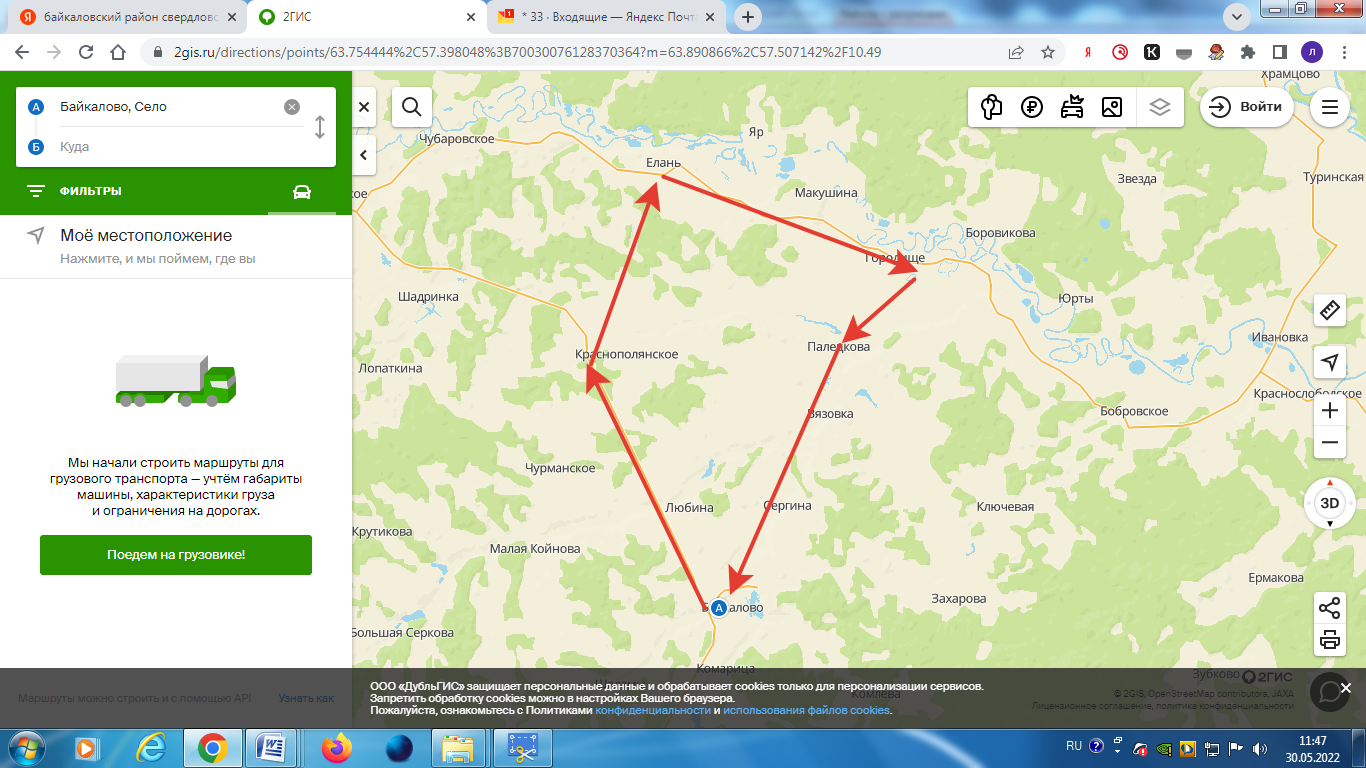 байкаловский район свердловс
2ГИС
* 33 · Входящие — Яндекс Почта
2gis.ru/directions/points/63.754444%2C57.398048%3B70030076128370364?m=63.890866%2C57.507142%2F10.49
А Байкалово, Село
Б Куда
ФИЛЬТРЫ
Моё местоположение
Нажмите, и мы поймем, где вы
Мы начали строить маршруты для
грузового транспорта — учтём габариты
машины, характеристики груза
и ограничения на дорогах.
Поедем на грузовике!
Маршруты можно строить и с помощью API Узнать как
Войти
Храмцово
Чубаровское
Яр
Елань
Макушина
Звезда
Туринская
ское
Боровикова
Городище
Шадринка
Юрты
Ивановка
Краснополянское
Паледкова
Лопаткина
Краснослободское
Бобровское
Вязовка
Чурманское
Любина
Сергина
Ключевая
Крутикова
Малая Койнова
3D
Ермакова
Захарова
А
Большая Серкова
Комарица
Зубково
2ГИС
Комлева
© 2GIS, OpenStreetMap contributors, JAXA
Лицензионное соглашение, политика конфиденциальности
ООО «ДубльГИС» защищает персональные данные и обрабатывает cookies только для персонализации сервисов.
Запретить обработку cookies можно в настройках Вашего браузера.
Пожалуйста, ознакомьтесь с Политиками конфиденциальности и использования файлов cookies.
RU
11:47
30.05.2022